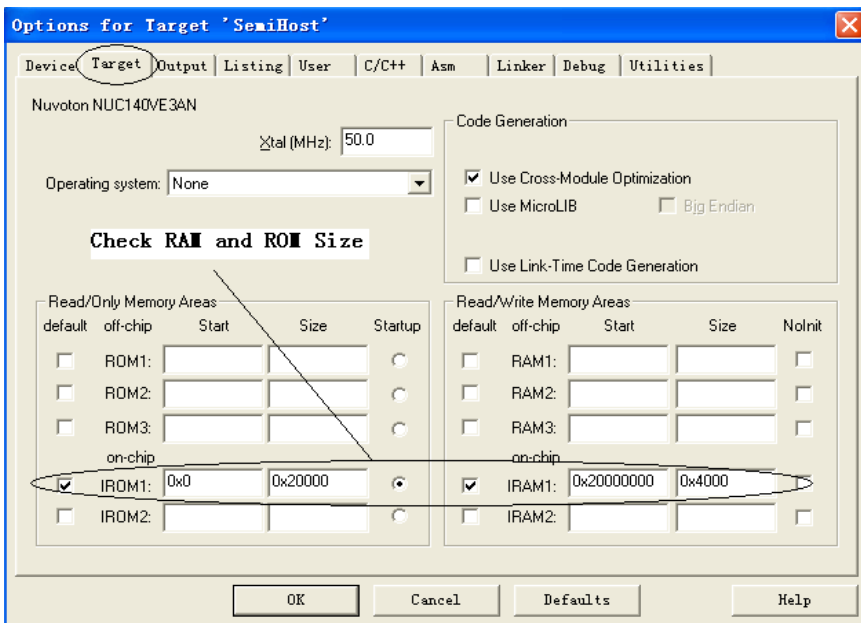 Options for Target 'SemiHost'
Device Target Output Listing User C/C++ Asm Linker Debug Utilities
Nuvoton NUC140VE3AN
Xtal (MHz): 50.0
Operating system: None
Code Generation
Use Cross-Module Optimization
Use MicroLIB Big Endian
Use Link-Time Code Generation
Check RAM and ROM Size
Read/Only Memory Areas
default off-chip Start Size Startup
ROM1:
ROM2:
ROM3:
on-chip
IROM1: 0x0 0x20000
IROM2:
Read/Write Memory Areas
default off-chip Start Size NoInit
RAM1:
RAM2:
RAM3:
on-chip
IRAM1: 0x20000000 0x4000
IRAM2:
OK Cancel Defaults Help